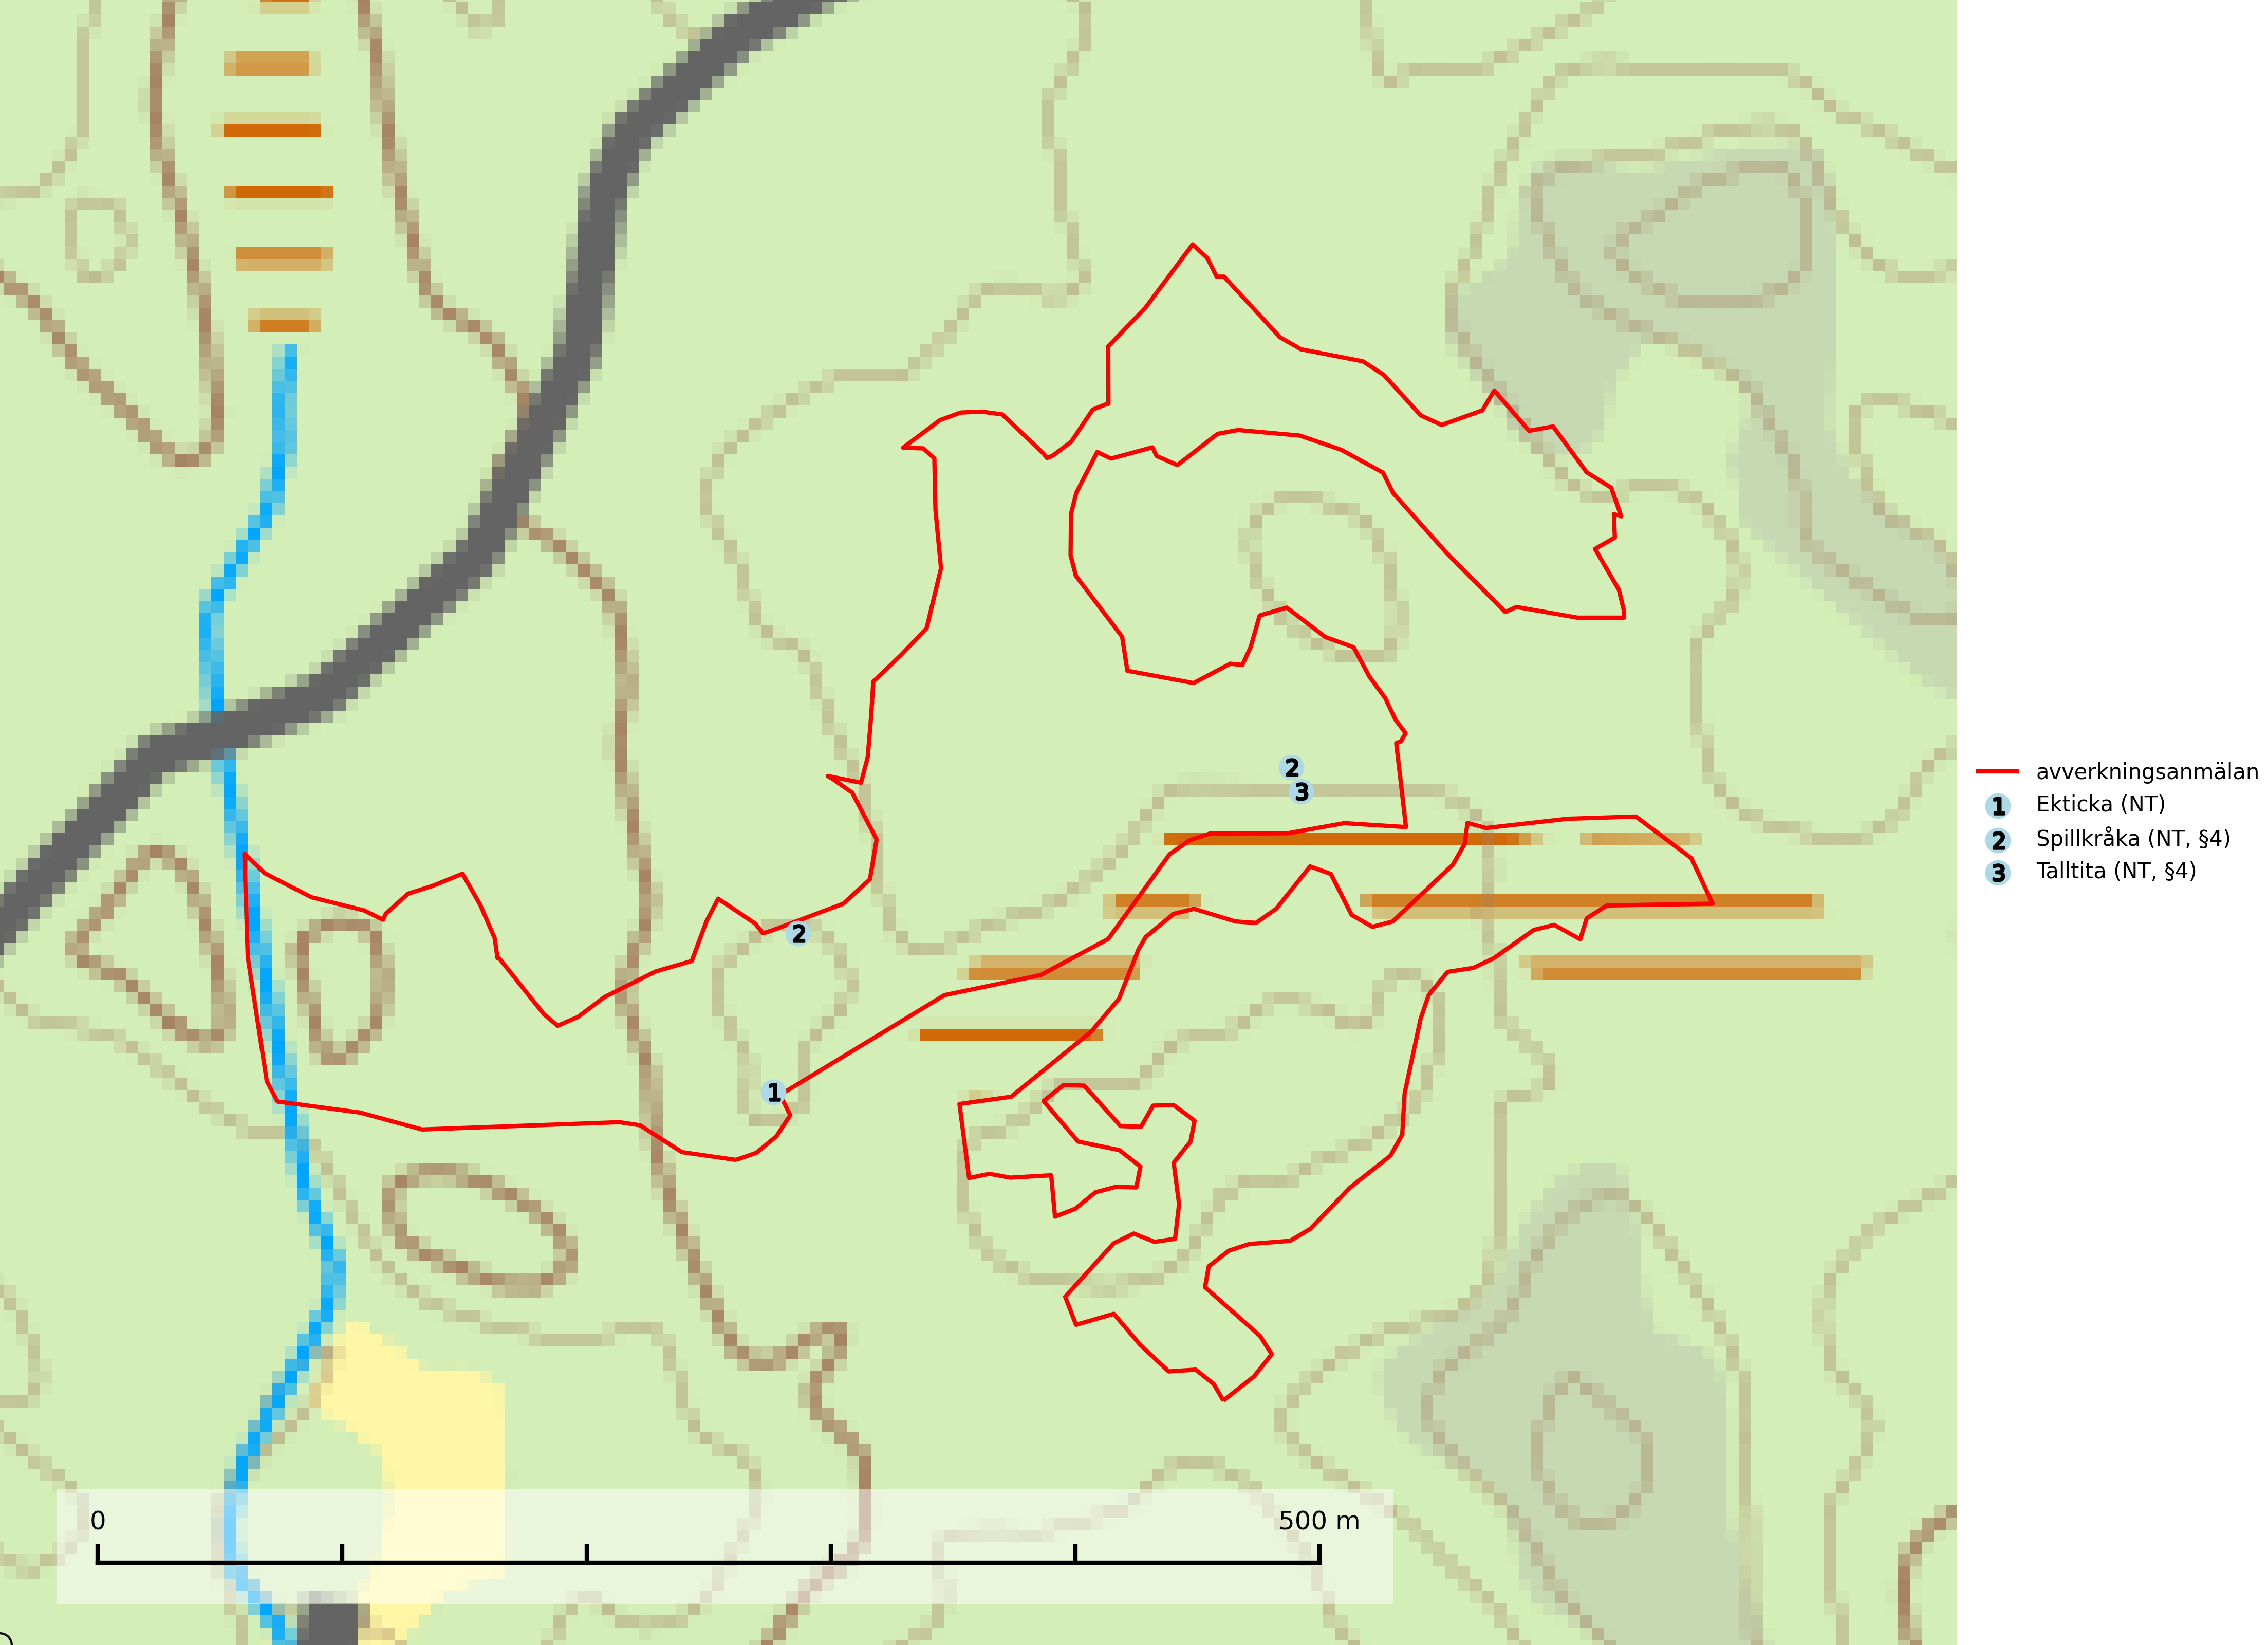 2
3
2
1
avverkningsanmälan
1 Ekticka (NT)
2 Spillkråka (NT, §4)
3 Talltita (NT, §4)
0 500 m